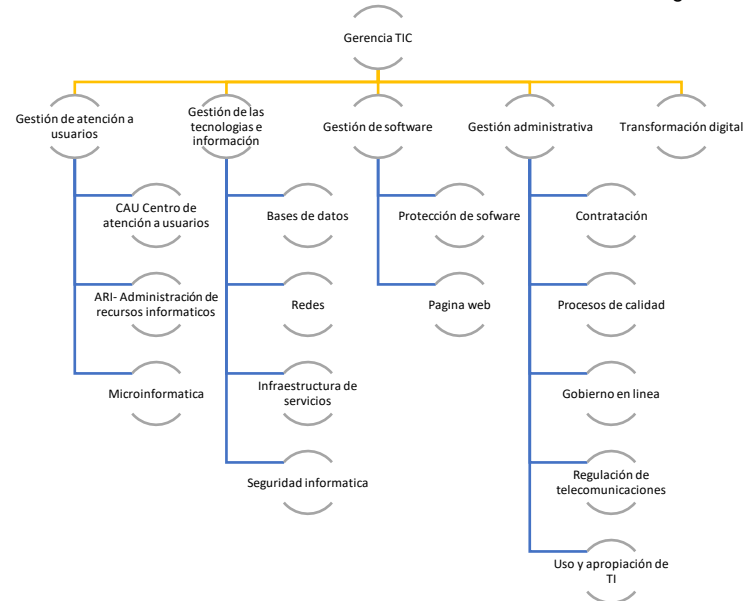 Gerencia TIC
Gestión de atención a
usuarios
Gestión de las
tecnologias e
información
Gestión de software
Gestión administrativa
Transformación digital
CAU Centro de
atención a usuarios
Bases de datos
Protección de sofware
Contratación
ARI- Administración de
recursos informaticos
Redes
Pagina web
Procesos de calidad
Microinformatica
Infraestructura de
servicios
Gobierno en linea
Seguridad informatica
Regulación de
telecomunicaciones
Uso y apropiación de
TI